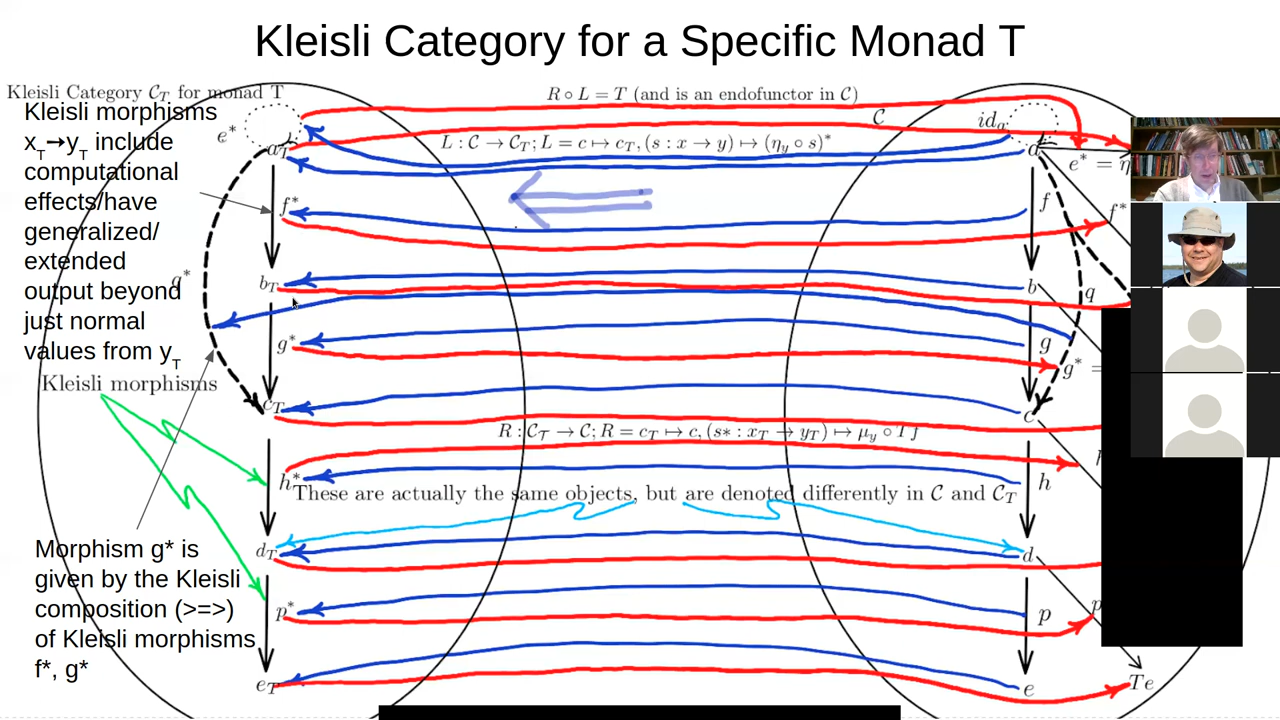 Kleisli Category for a Specific Monad T
Kleisli Category 𝒞_T for monad T
R ∘ L = T (and is an endofunctor in 𝒞)
𝒞
Kleisli morphisms
x_T→y_T include
computational
effects/have
generalized/
extended
output beyond
just normal
values from y_T
e*
id_a
L : 𝒞 → 𝒞_T; L = c ↦ c_T, (s : x → y) ↦ (η_y ∘ s)*
a_T
e* = η
f*
f
f*
b_T
b
q*
q
g*
g
g* =
Kleisli morphisms
c_T
c
R : 𝒞_T → 𝒞; R = c_T ↦ c, (s* : x_T → y_T) ↦ μ_y ∘ T f
h*
h
These are actually the same objects, but are denoted differently in 𝒞 and 𝒞_T
d_T
d
Morphism g* is
given by the Kleisli
composition (>=>)
of Kleisli morphisms
f*, g*
p*
p
p
e_T
e
Te